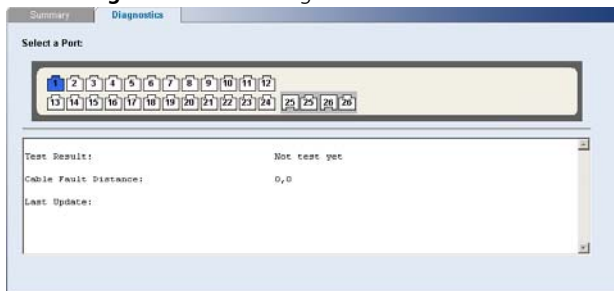 Summary Diagnostics
Select a Port:
1 2 3 4 5 6 7 8 9 10 11 12
13 14 15 16 17 18 19 20 21 22 23 24 25 25 26 26
Test Result: Not test yet
Cable Fault Distance: 0,0
Last Update: